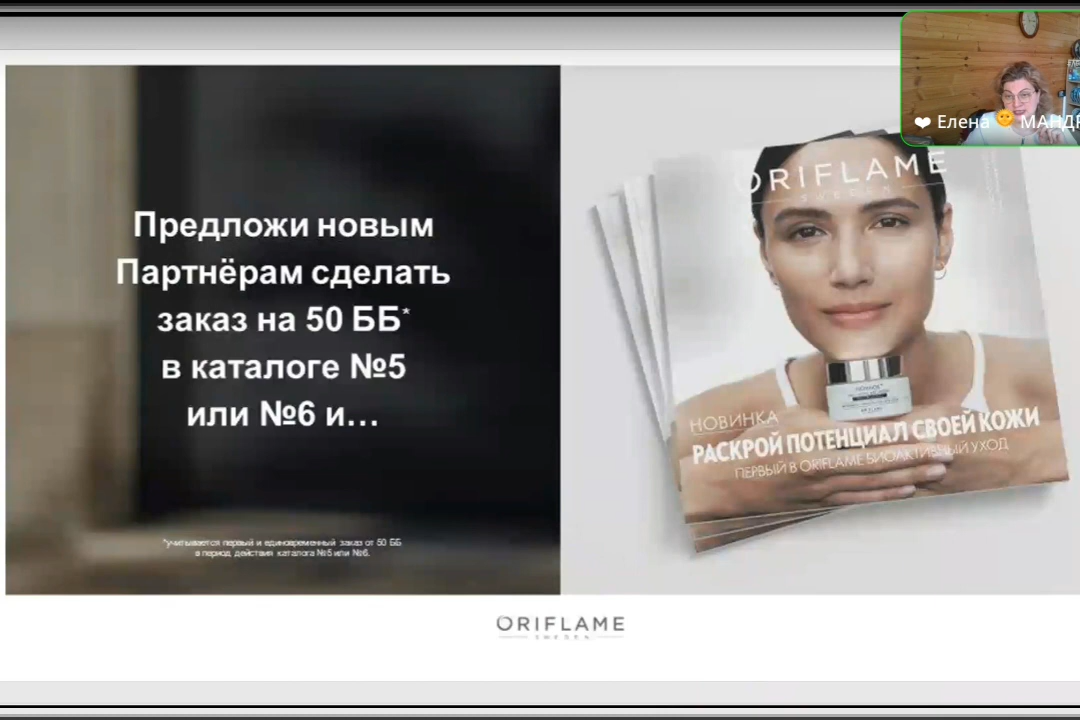 Предложи новым
Партнёрам сделать
заказ на 50 ББ*
в каталоге №5
или №6 и...
*учитывается первый и единовременный заказ от 50 ББ
в период действия каталога №5 или №6.
❤ Елена 🌞 МАНДР
ORIFLAME
SWEDEN
НОВИНКА
РАСКРОЙ ПОТЕНЦИАЛ СВОЕЙ КОЖИ
ПЕРВЫЙ В ORIFLAME БИОАКТИВНЫЙ УХОД
ORIFLAME
SWEDEN